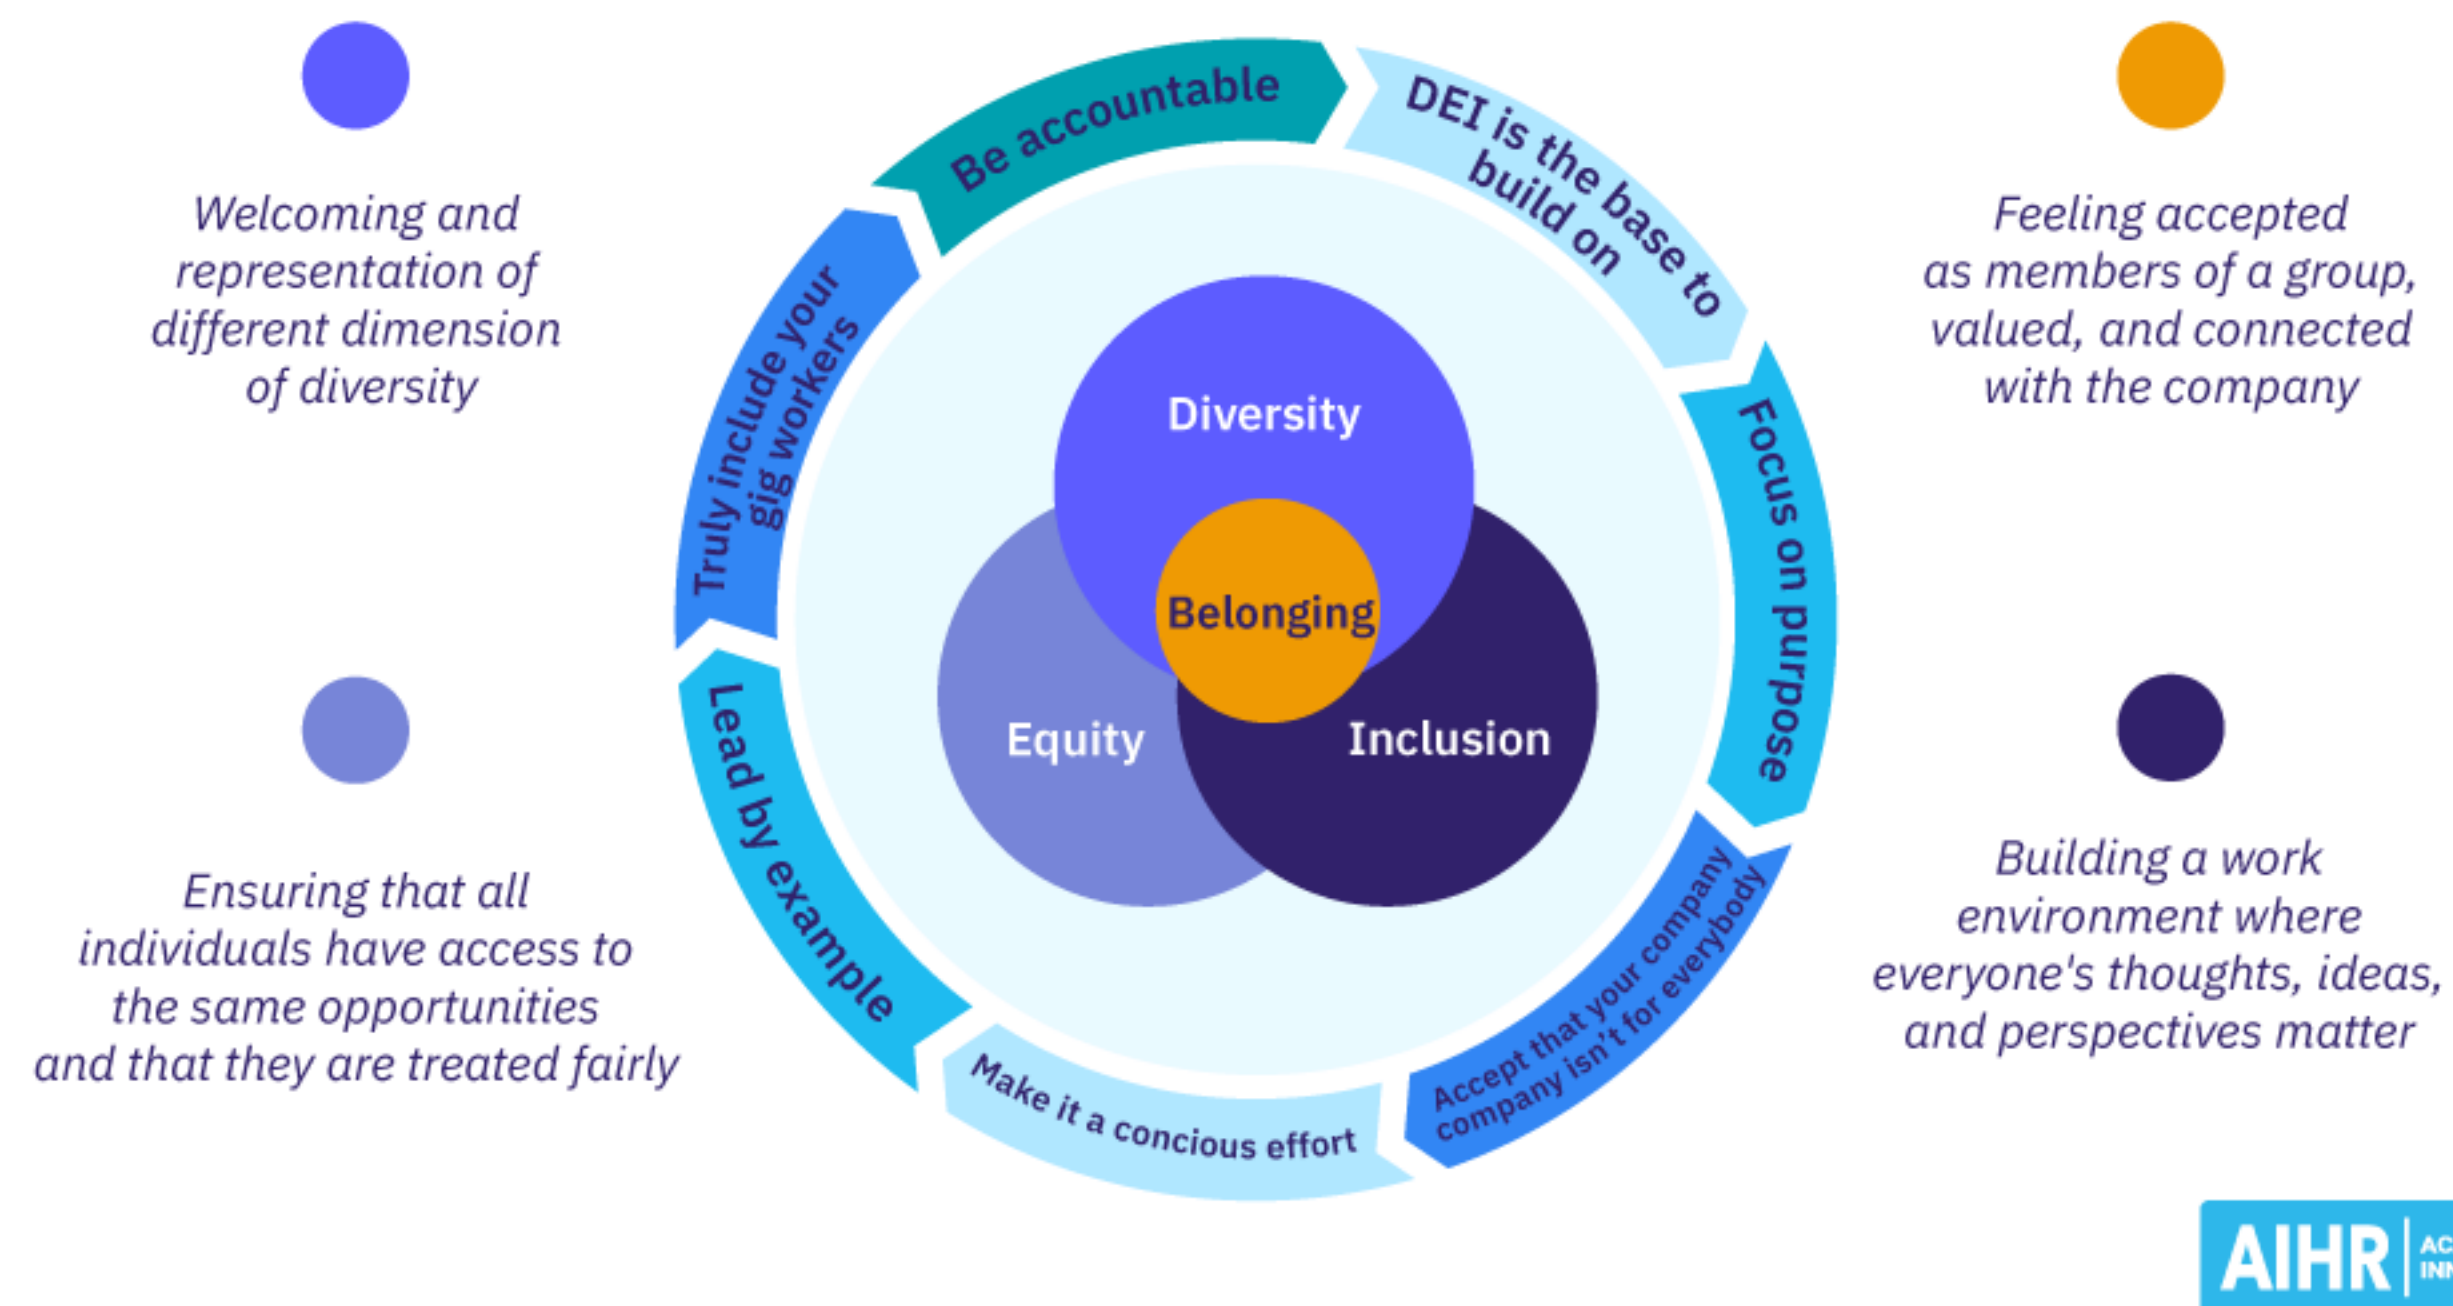 Welcoming and
representation of
different dimension
of diversity
Ensuring that all
individuals have access to
the same opportunities
and that they are treated fairly
Be accountable
DEI is the base to
build on
Focus on purpose
Accept that your company
company isn't for everybody
Make it a concious effort
Lead by example
Truly include your
gig workers
Diversity
Belonging
Equity
Inclusion
Feeling accepted
as members of a group,
valued, and connected
with the company
Building a work
environment where
everyone's thoughts, ideas,
and perspectives matter
AIHR